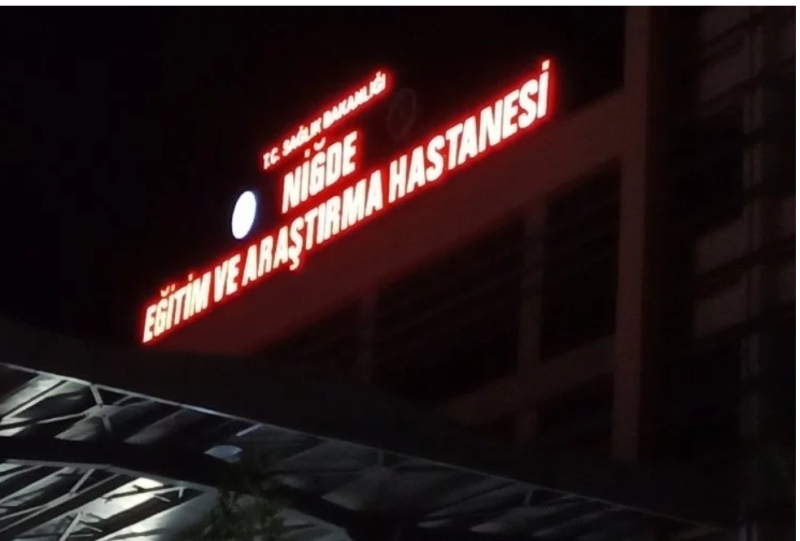 T.C. SAĞLIK BAKANLIĞI
NİĞDE
EĞİTİM VE ARAŞTIRMA HASTANESİ